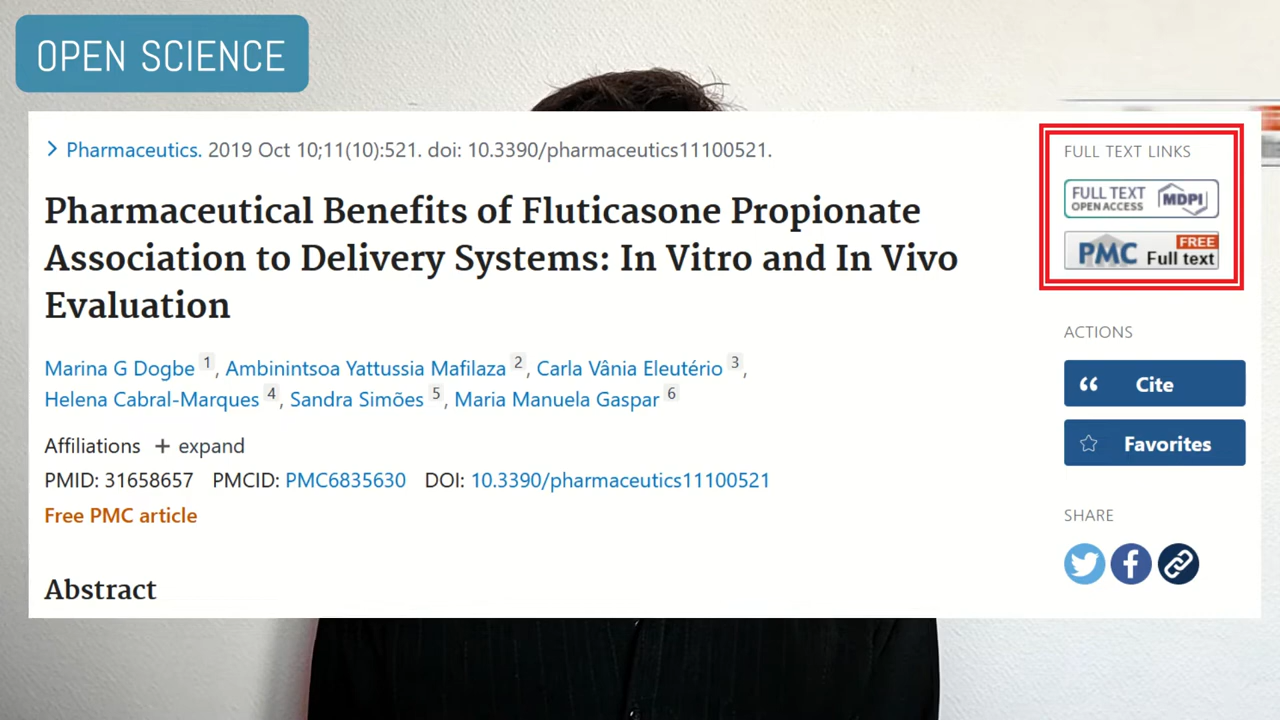 OPEN SCIENCE
Pharmaceutics. 2019 Oct 10;11(10):521. doi: 10.3390/pharmaceutics11100521.
Pharmaceutical Benefits of Fluticasone Propionate
Association to Delivery Systems: In Vitro and In Vivo
Evaluation
Marina G Dogbe 1, Ambinintsoa Yattussia Mafilaza 2, Carla Vânia Eleutério 3,
Helena Cabral-Marques 4, Sandra Simões 5, Maria Manuela Gaspar 6
Affiliations + expand
PMID: 31658657 PMCID: PMC6835630 DOI: 10.3390/pharmaceutics11100521
Free PMC article
Abstract
FULL TEXT LINKS
FULL TEXT
OPEN ACCESS
MDPI
FREE
PMC Full text
ACTIONS
Cite
Favorites
SHARE